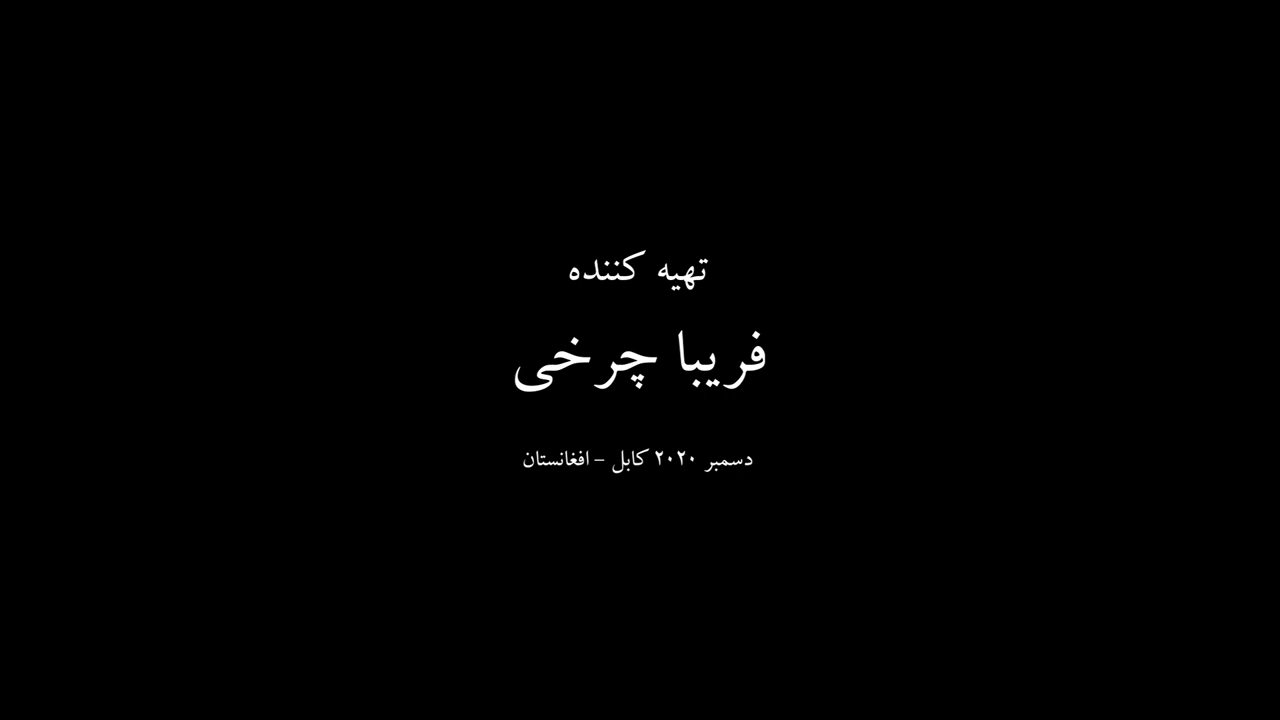 تهیه کننده
فریبا چرخی
دسمبر ۲۰۲۰ کابل – افغانستان